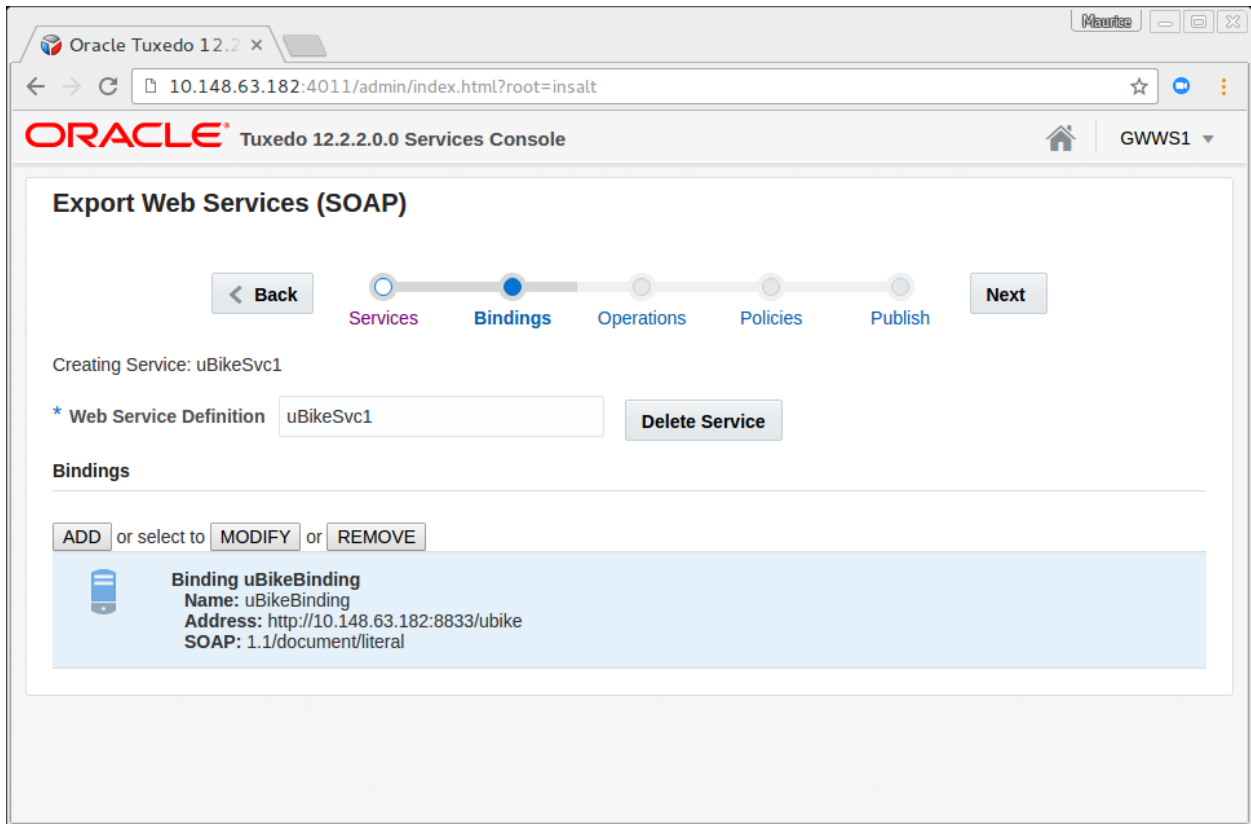 Maurice
Oracle Tuxedo 12.2
10.148.63.182:4011/admin/index.html?root=insalt
ORACLE Tuxedo 12.2.2.0.0 Services Console GWWS1
Export Web Services (SOAP)
Back Next
Services Bindings Operations Policies Publish
Creating Service: uBikeSvc1
* Web Service Definition uBikeSvc1 Delete Service
Bindings
ADD or select to MODIFY or REMOVE
Binding uBikeBinding
Name: uBikeBinding
Address: http://10.148.63.182:8833/ubike
SOAP: 1.1/document/literal